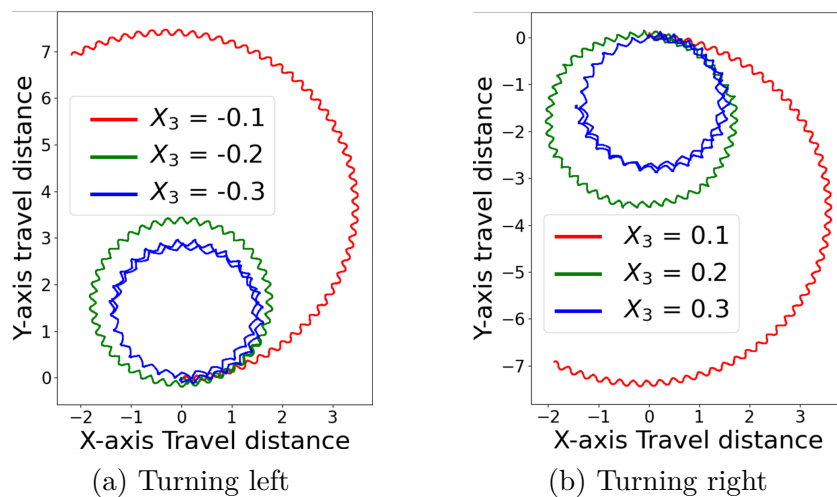 Y-axis travel distance
7
6
5
4
3
2
1
0
X₃ = -0.1
X₃ = -0.2
X₃ = -0.3
−2 −1 0 1 2 3
X-axis Travel distance
(a) Turning left
Y-axis travel distance
0
−1
−2
−3
−4
−5
−6
−7
X₃ = 0.1
X₃ = 0.2
X₃ = 0.3
−2 −1 0 1 2 3
X-axis Travel distance
(b) Turning right